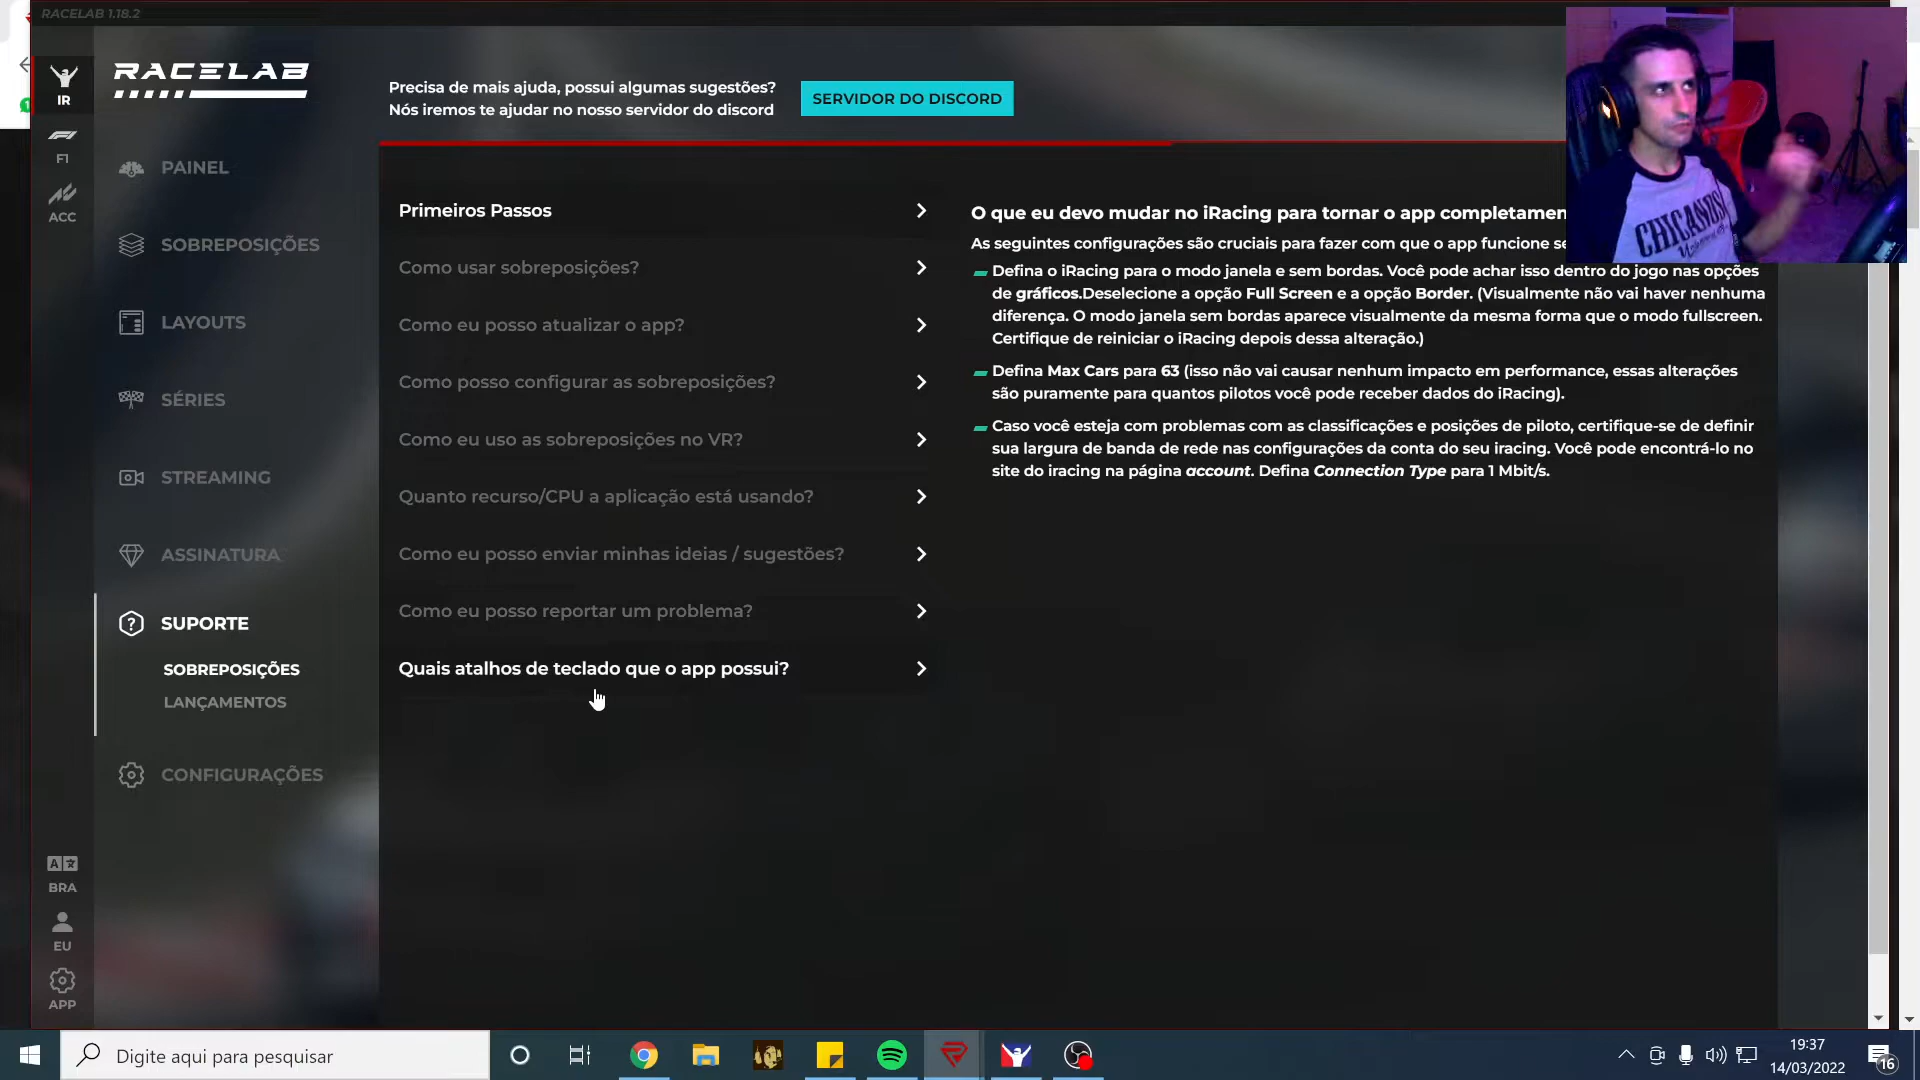 RACELAB 1.18.2
IR
F1
ACC
RACELAB
PAINEL
SOBREPOSIÇÕES
LAYOUTS
SÉRIES
STREAMING
ASSINATURA
SUPORTE
SOBREPOSIÇÕES
LANÇAMENTOS
CONFIGURAÇÕES
BRA
EU
APP
Precisa de mais ajuda, possui algumas sugestões?
Nós iremos te ajudar no nosso servidor do discord
SERVIDOR DO DISCORD
Primeiros Passos
Como usar sobreposições?
Como eu posso atualizar o app?
Como posso configurar as sobreposições?
Como eu uso as sobreposições no VR?
Quanto recurso/CPU a aplicação está usando?
Como eu posso enviar minhas ideias / sugestões?
Como eu posso reportar um problema?
Quais atalhos de teclado que o app possui?
O que eu devo mudar no iRacing para tornar o app completamen
As seguintes configurações são cruciais para fazer com que o app funcione se
Defina o iRacing para o modo janela e sem bordas. Você pode achar isso dentro do jogo nas opções
de gráficos.Deselecione a opção Full Screen e a opção Border. (Visualmente não vai haver nenhuma
diferença. O modo janela sem bordas aparece visualmente da mesma forma que o modo fullscreen.
Certifique de reiniciar o iRacing depois dessa alteração.)
Defina Max Cars para 63 (isso não vai causar nenhum impacto em performance, essas alterações
são puramente para quantos pilotos você pode receber dados do iRacing).
Caso você esteja com problemas com as classificações e posições de piloto, certifique-se de definir
sua largura de banda de rede nas configurações da conta do seu iracing. Você pode encontrá-lo no
site do iracing na página account. Defina Connection Type para 1 Mbit/s.
CHICANOS
Digite aqui para pesquisar
19:37
14/03/2022
16